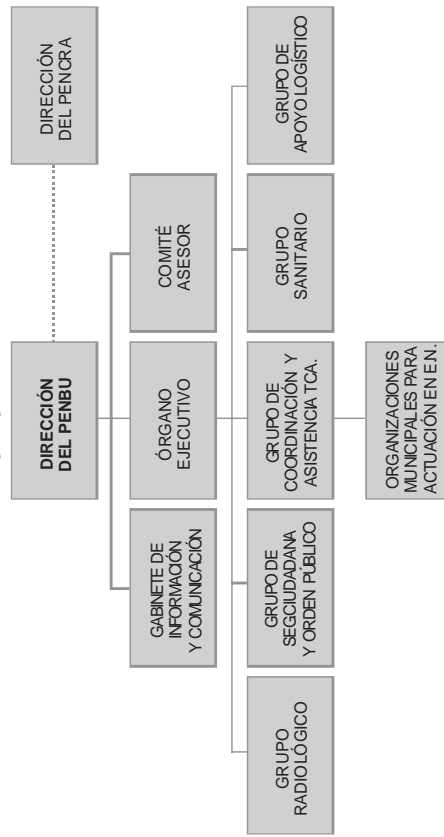 DIRECCIÓN
DEL PENBU
DIRECCIÓN
DEL PENCRA
GABINETE DE
INFORMACIÓN
Y COMUNICACIÓN
ÓRGANO
EJECUTIVO
COMITÉ
ASESOR
GRUPO
RADIOLÓGICO
GRUPO DE
SEGCIUDADANA
Y ORDEN PÚBLICO
GRUPO DE
COORDINACIÓN Y
ASISTENCIA TCA.
GRUPO
SANITARIO
GRUPO DE
APOYO LOGÍSTICO
ORGANIZACIONES
MUNICIPALES PARA
ACTUACIÓN EN E.N.